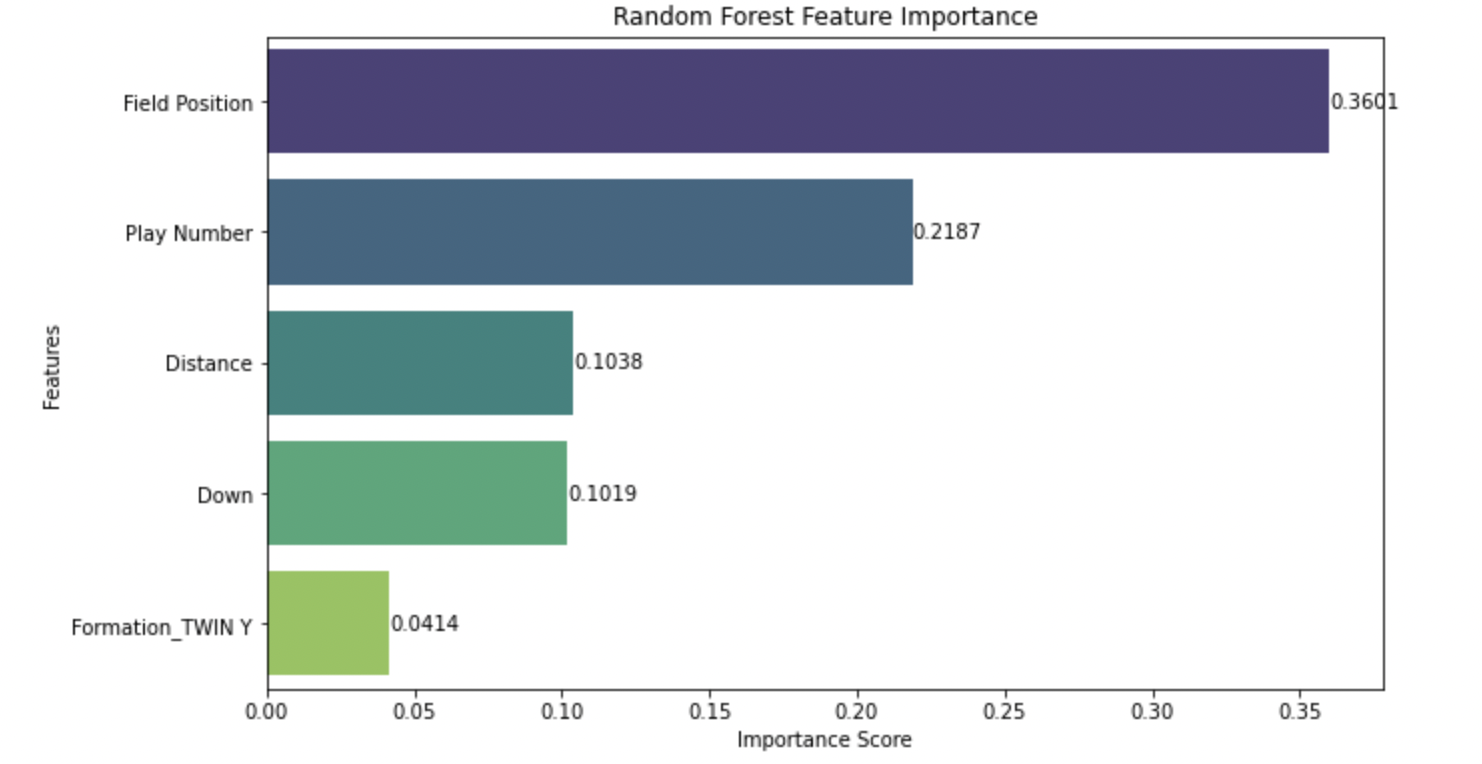 Random Forest Feature Importance
Field Position
0.3601
Play Number
0.2187
Distance
0.1038
Down
0.1019
Formation_TWIN Y
0.0414
Features
0.00 0.05 0.10 0.15 0.20 0.25 0.30 0.35
Importance Score